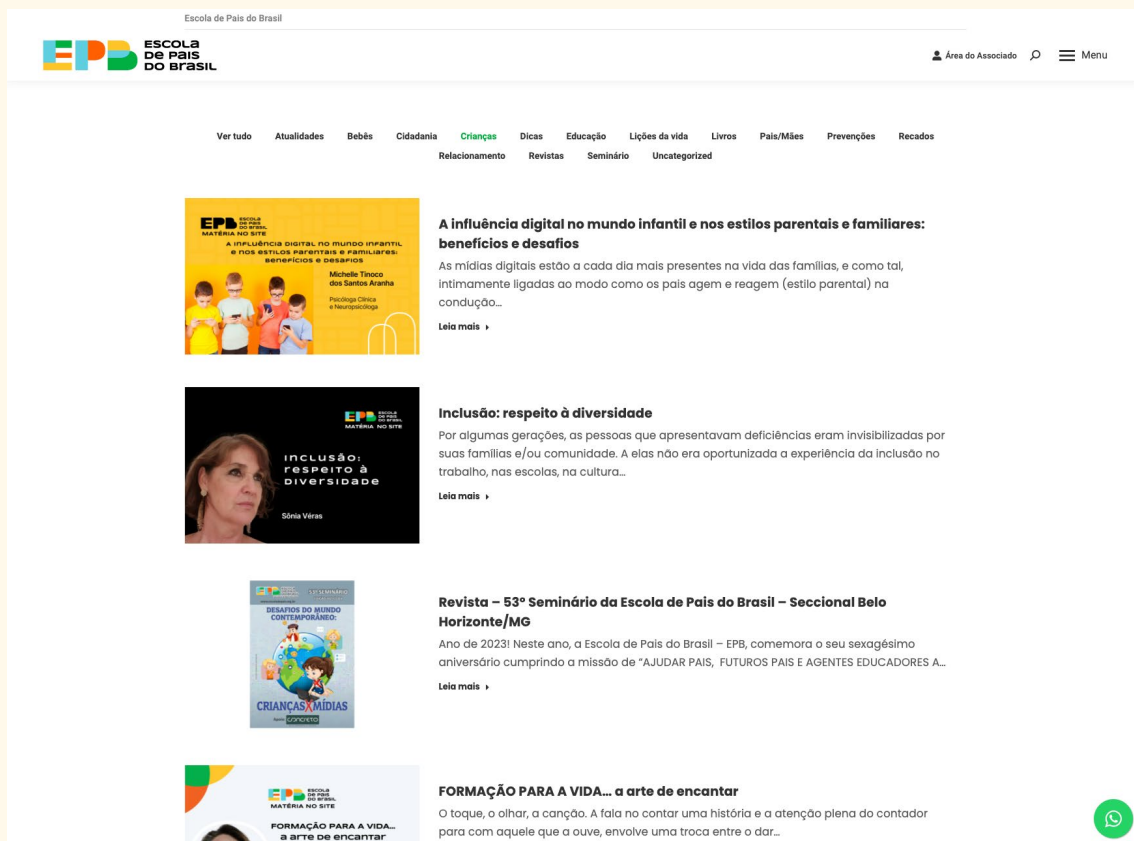 Escola de Pais do Brasil
EPB
ESCOLA
DE PAIS
DO BRASIL
Área do Associado
Menu
Ver tudo Atualidades Bebês Cidadania Crianças Dicas Educação Lições da vida Livros Pais/Mães Prevenções Recados
Relacionamento Revistas Seminário Uncategorized
EPB ESCOLA
DE PAIS
DO BRASIL
MATÉRIA NO SITE
A INFLUÊNCIA DIGITAL NO MUNDO INFANTIL
E NOS ESTILOS PARENTAIS E FAMILIARES:
BENEFÍCIOS E DESAFIOS
Michelle Tinoco
dos Santos Aranha
Psicóloga Clínica
e Neuropsicóloga
A influência digital no mundo infantil e nos estilos parentais e familiares:
benefícios e desafios
As mídias digitais estão a cada dia mais presentes na vida das famílias, e como tal,
intimamente ligadas ao modo como os pais agem e reagem (estilo parental) na
condução...
Leia mais
EPB ESCOLA
DE PAIS
DO BRASIL
MATÉRIA NO SITE
INCLUSÃO:
RESPEITO À
DIVERSIDADE
Sônia Véras
Inclusão: respeito à diversidade
Por algumas gerações, as pessoas que apresentavam deficiências eram invisibilizadas por
suas famílias e/ou comunidade. A elas não era oportunizada a experiência da inclusão no
trabalho, nas escolas, na cultura...
Leia mais
DESAFIOS DO MUNDO
CONTEMPORÂNEO:
CRIANÇAS X MÍDIAS
CONCRETO
Revista – 53º Seminário da Escola de Pais do Brasil – Seccional Belo
Horizonte/MG
Ano de 2023! Neste ano, a Escola de Pais do Brasil – EPB, comemora o seu sexagésimo
aniversário cumprindo a missão de “AJUDAR PAIS, FUTUROS PAIS E AGENTES EDUCADORES A...
Leia mais
EPB ESCOLA
DE PAIS
DO BRASIL
MATÉRIA NO SITE
FORMAÇÃO PARA A VIDA...
a arte de encantar
FORMAÇÃO PARA A VIDA... a arte de encantar
O toque, o olhar, a canção. A fala no contar uma história e a atenção plena do contador
para com aquele que a ouve, envolve uma troca entre o dar...